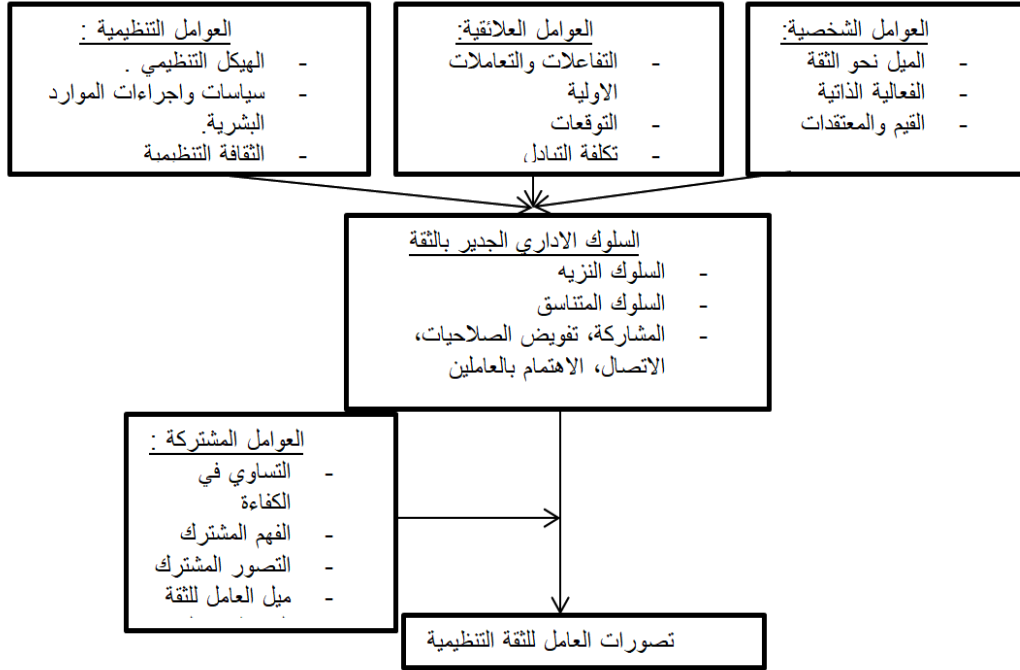 العوامل الشخصية:
- الميل نحو الثقة
- الفعالية الذاتية
- القيم والمعتقدات
العوامل العلائقية:
- التفاعلات والتعاملات
الاولية
- التوقعات
- تكلفة التبادل
العوامل التنظيمية :
- الهيكل التنظيمي .
- سياسات واجراءات الموارد
البشرية.
- الثقافة التنظيمية
السلوك الاداري الجدير بالثقة
- السلوك النزيه
- السلوك المتناسق
- المشاركة، تفويض الصلاحيات،
الاتصال، الاهتمام بالعاملين
العوامل المشتركة :
- التساوي في
الكفاءة
- الفهم المشترك
- التصور المشترك
- ميل العامل للثقة
تصورات العامل للثقة التنظيمية